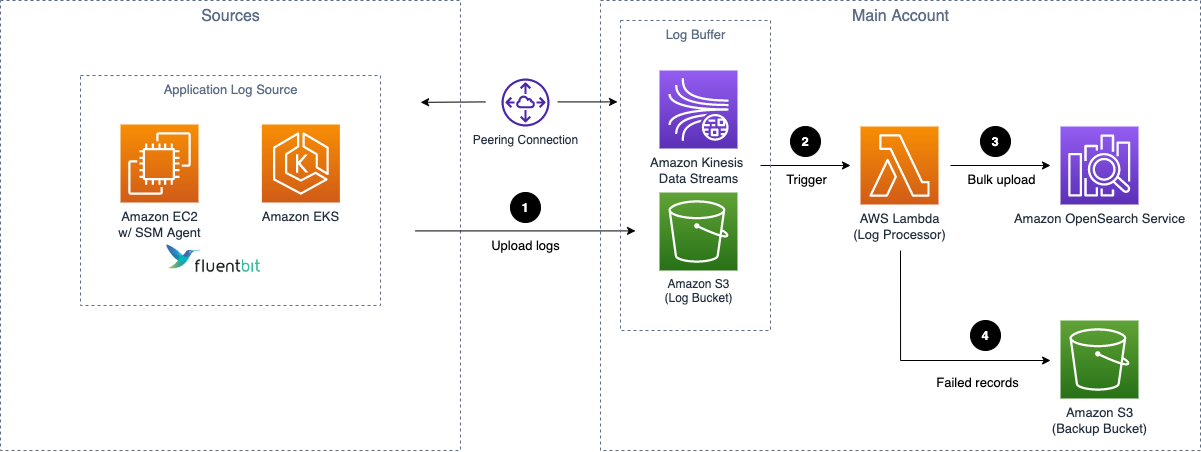 Sources
Main Account
Log Buffer
Application Log Source
K
Amazon EC2
w/ SSM Agent
Amazon EKS
fluentbit
Peering Connection
1
Upload logs
Amazon Kinesis
Data Streams
Amazon S3
(Log Bucket)
2
Trigger
AWS Lambda
(Log Processor)
3
Bulk upload
Amazon OpenSearch Service
4
Failed records
Amazon S3
(Backup Bucket)